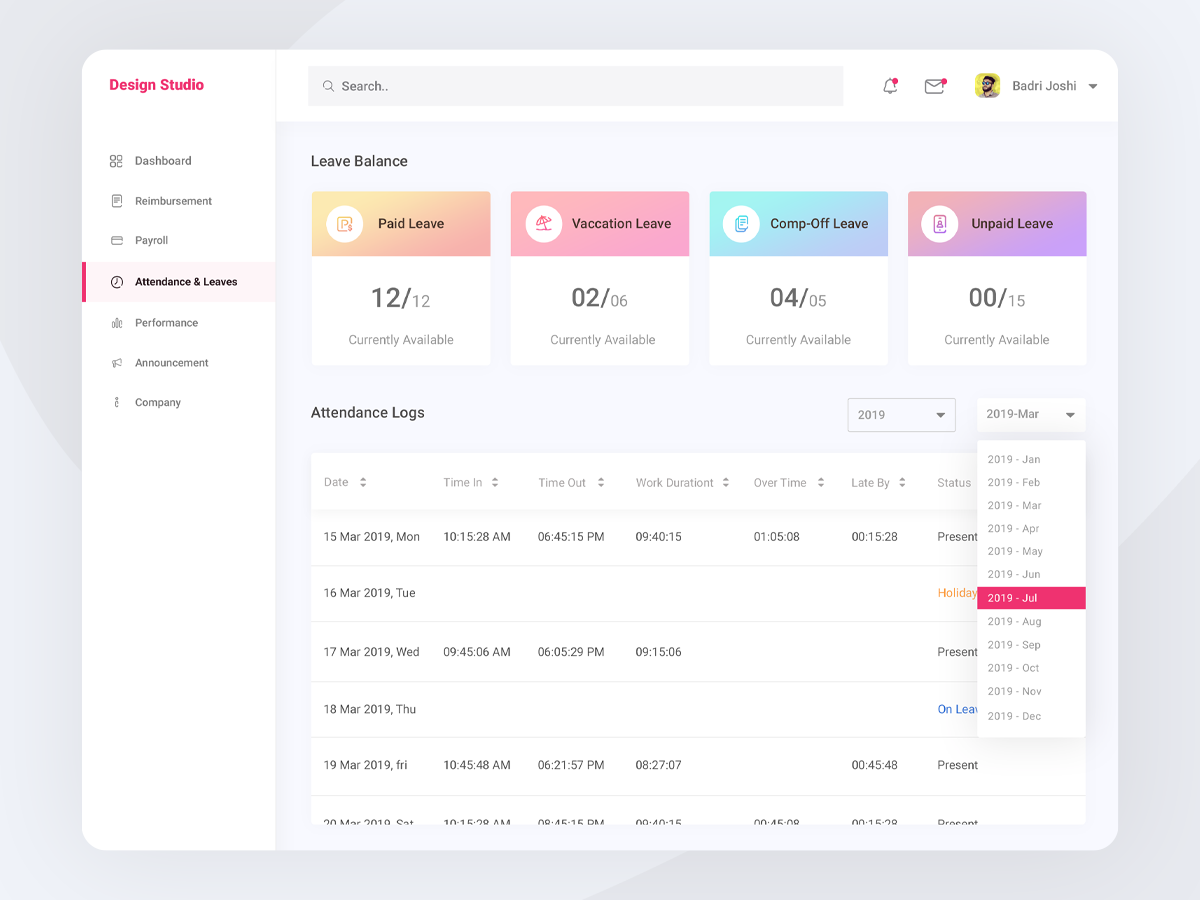 Design Studio
Search..
Badri Joshi
Dashboard
Reimbursement
Payroll
Attendance & Leaves
Performance
Announcement
Company
Leave Balance
Paid Leave
12/12
Currently Available
Vaccation Leave
02/06
Currently Available
Comp-Off Leave
04/05
Currently Available
Unpaid Leave
00/15
Currently Available
Attendance Logs
2019
2019-Mar
2019 - Jan
2019 - Feb
2019 - Mar
2019 - Apr
2019 - May
2019 - Jun
2019 - Jul
2019 - Aug
2019 - Sep
2019 - Oct
2019 - Nov
2019 - Dec
Date Time In Time Out Work Durationt Over Time Late By Status
15 Mar 2019, Mon 10:15:28 AM 06:45:15 PM 09:40:15 01:05:08 00:15:28 Present
16 Mar 2019, Tue Holiday
17 Mar 2019, Wed 09:45:06 AM 06:05:29 PM 09:15:06 Present
18 Mar 2019, Thu On Leav
19 Mar 2019, fri 10:45:48 AM 06:21:57 PM 08:27:07 00:45:48 Present
20 Mar 2019, Sat 10:15:28 AM 08:45:15 PM 09:40:15 00:45:08 00:15:28 Present